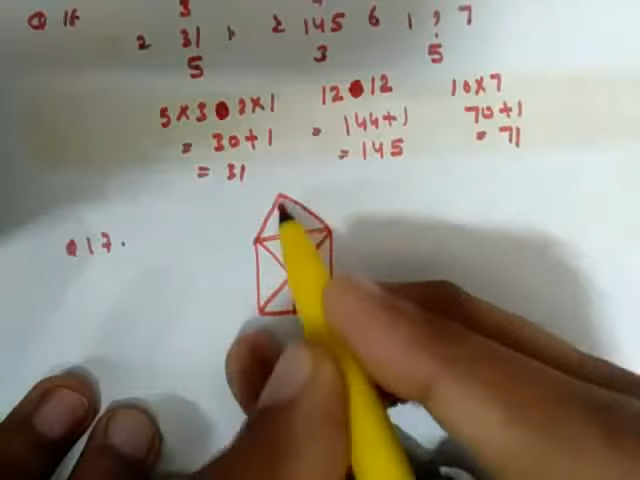 Q 16 3
2 31 1 2 145 6 1 ? 7
5 3 5
5×3 2×1 12 12 10×7
= 30+1 = 144+1 70+1
= 31 = 145 = 71
Q 17.